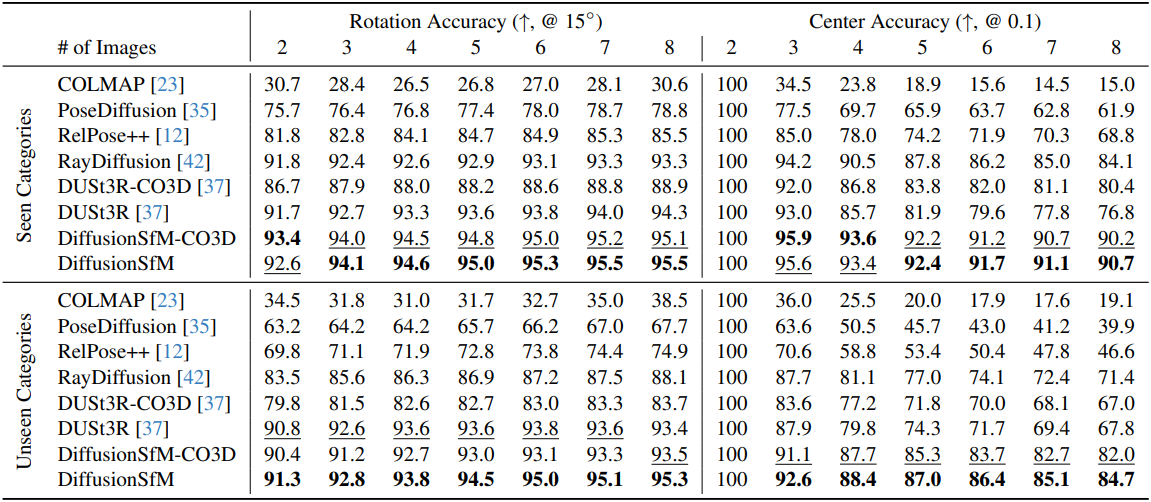 Rotation Accuracy (↑, @ 15°) Center Accuracy (↑, @ 0.1)
# of Images 2 3 4 5 6 7 8 2 3 4 5 6 7 8
Seen Categories
COLMAP [23] 30.7 28.4 26.5 26.8 27.0 28.1 30.6 100 34.5 23.8 18.9 15.6 14.5 15.0
PoseDiffusion [35] 75.7 76.4 76.8 77.4 78.0 78.7 78.8 100 77.5 69.7 65.9 63.7 62.8 61.9
RelPose++ [12] 81.8 82.8 84.1 84.7 84.9 85.3 85.5 100 85.0 78.0 74.2 71.9 70.3 68.8
RayDiffusion [42] 91.8 92.4 92.6 92.9 93.1 93.3 93.3 100 94.2 90.5 87.8 86.2 85.0 84.1
DUSt3R-CO3D [37] 86.7 87.9 88.0 88.2 88.6 88.8 88.9 100 92.0 86.8 83.8 82.0 81.1 80.4
DUSt3R [37] 91.7 92.7 93.3 93.6 93.8 94.0 94.3 100 93.0 85.7 81.9 79.6 77.8 76.8
DiffusionSfM-CO3D 93.4 94.0 94.5 94.8 95.0 95.2 95.1 100 95.9 93.6 92.2 91.2 90.7 90.2
DiffusionSfM 92.6 94.1 94.6 95.0 95.3 95.5 95.5 100 95.6 93.4 92.4 91.7 91.1 90.7
Unseen Categories
COLMAP [23] 34.5 31.8 31.0 31.7 32.7 35.0 38.5 100 36.0 25.5 20.0 17.9 17.6 19.1
PoseDiffusion [35] 63.2 64.2 64.2 65.7 66.2 67.0 67.7 100 63.6 50.5 45.7 43.0 41.2 39.9
RelPose++ [12] 69.8 71.1 71.9 72.8 73.8 74.4 74.9 100 70.6 58.8 53.4 50.4 47.8 46.6
RayDiffusion [42] 83.5 85.6 86.3 86.9 87.2 87.5 88.1 100 87.7 81.1 77.0 74.1 72.4 71.4
DUSt3R-CO3D [37] 79.8 81.5 82.6 82.7 83.0 83.3 83.7 100 83.6 77.2 71.8 70.0 68.1 67.0
DUSt3R [37] 90.8 92.6 93.6 93.6 93.8 93.6 93.4 100 87.9 79.8 74.3 71.7 69.4 67.8
DiffusionSfM-CO3D 90.4 91.2 92.7 93.0 93.1 93.3 93.5 100 91.1 87.7 85.3 83.7 82.7 82.0
DiffusionSfM 91.3 92.8 93.8 94.5 95.0 95.1 95.3 100 92.6 88.4 87.0 86.4 85.1 84.7